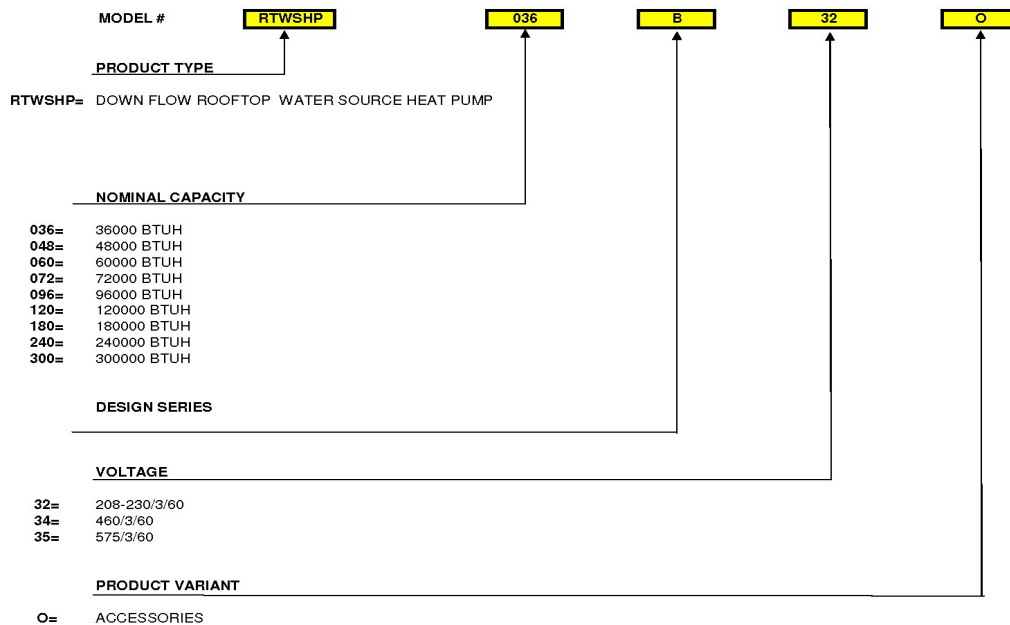 MODEL # RTWSHP 036 B 32 O
PRODUCT TYPE
RTWSHP= DOWN FLOW ROOFTOP WATER SOURCE HEAT PUMP
NOMINAL CAPACITY
036= 36000 BTUH
048= 48000 BTUH
060= 60000 BTUH
072= 72000 BTUH
096= 96000 BTUH
120= 120000 BTUH
180= 180000 BTUH
240= 240000 BTUH
300= 300000 BTUH
DESIGN SERIES
VOLTAGE
32= 208-230/3/60
34= 460/3/60
35= 575/3/60
PRODUCT VARIANT
O= ACCESSORIES